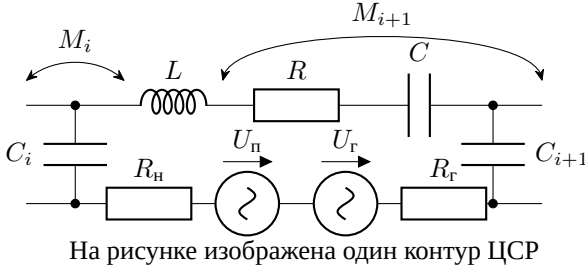 M_{i+1}
M_i
L
R
C
C_i
R_н
U_п
U_г
R_г
C_{i+1}
На рисунке изображена один контур ЦСР